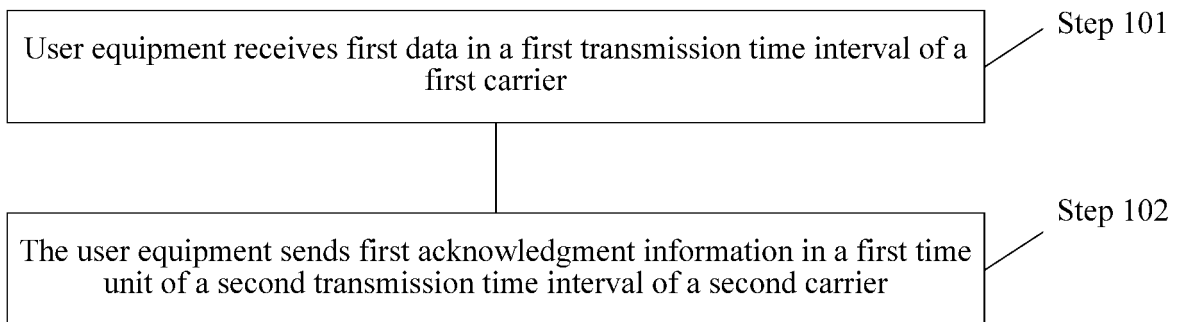 Step 101
User equipment receives first data in a first transmission time interval of a
first carrier
Step 102
The user equipment sends first acknowledgment information in a first time
unit of a second transmission time interval of a second carrier